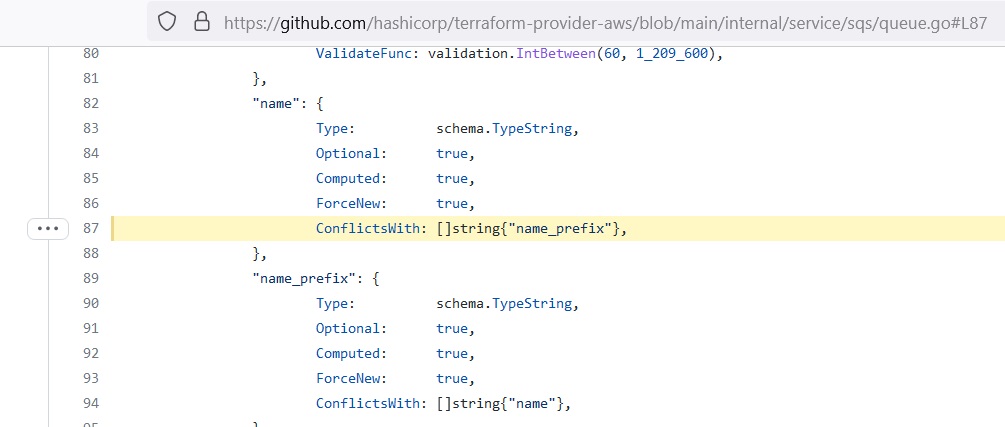 https://github.com/hashicorp/terraform-provider-aws/blob/main/internal/service/sqs/queue.go#L87
80 ValidateFunc: validation.IntBetween(60, 1_209_600),
81 },
82 "name": {
83 Type: schema.TypeString,
84 Optional: true,
85 Computed: true,
86 ForceNew: true,
87 ConflictsWith: []string{"name_prefix"},
88 },
89 "name_prefix": {
90 Type: schema.TypeString,
91 Optional: true,
92 Computed: true,
93 ForceNew: true,
94 ConflictsWith: []string{"name"},
95 },